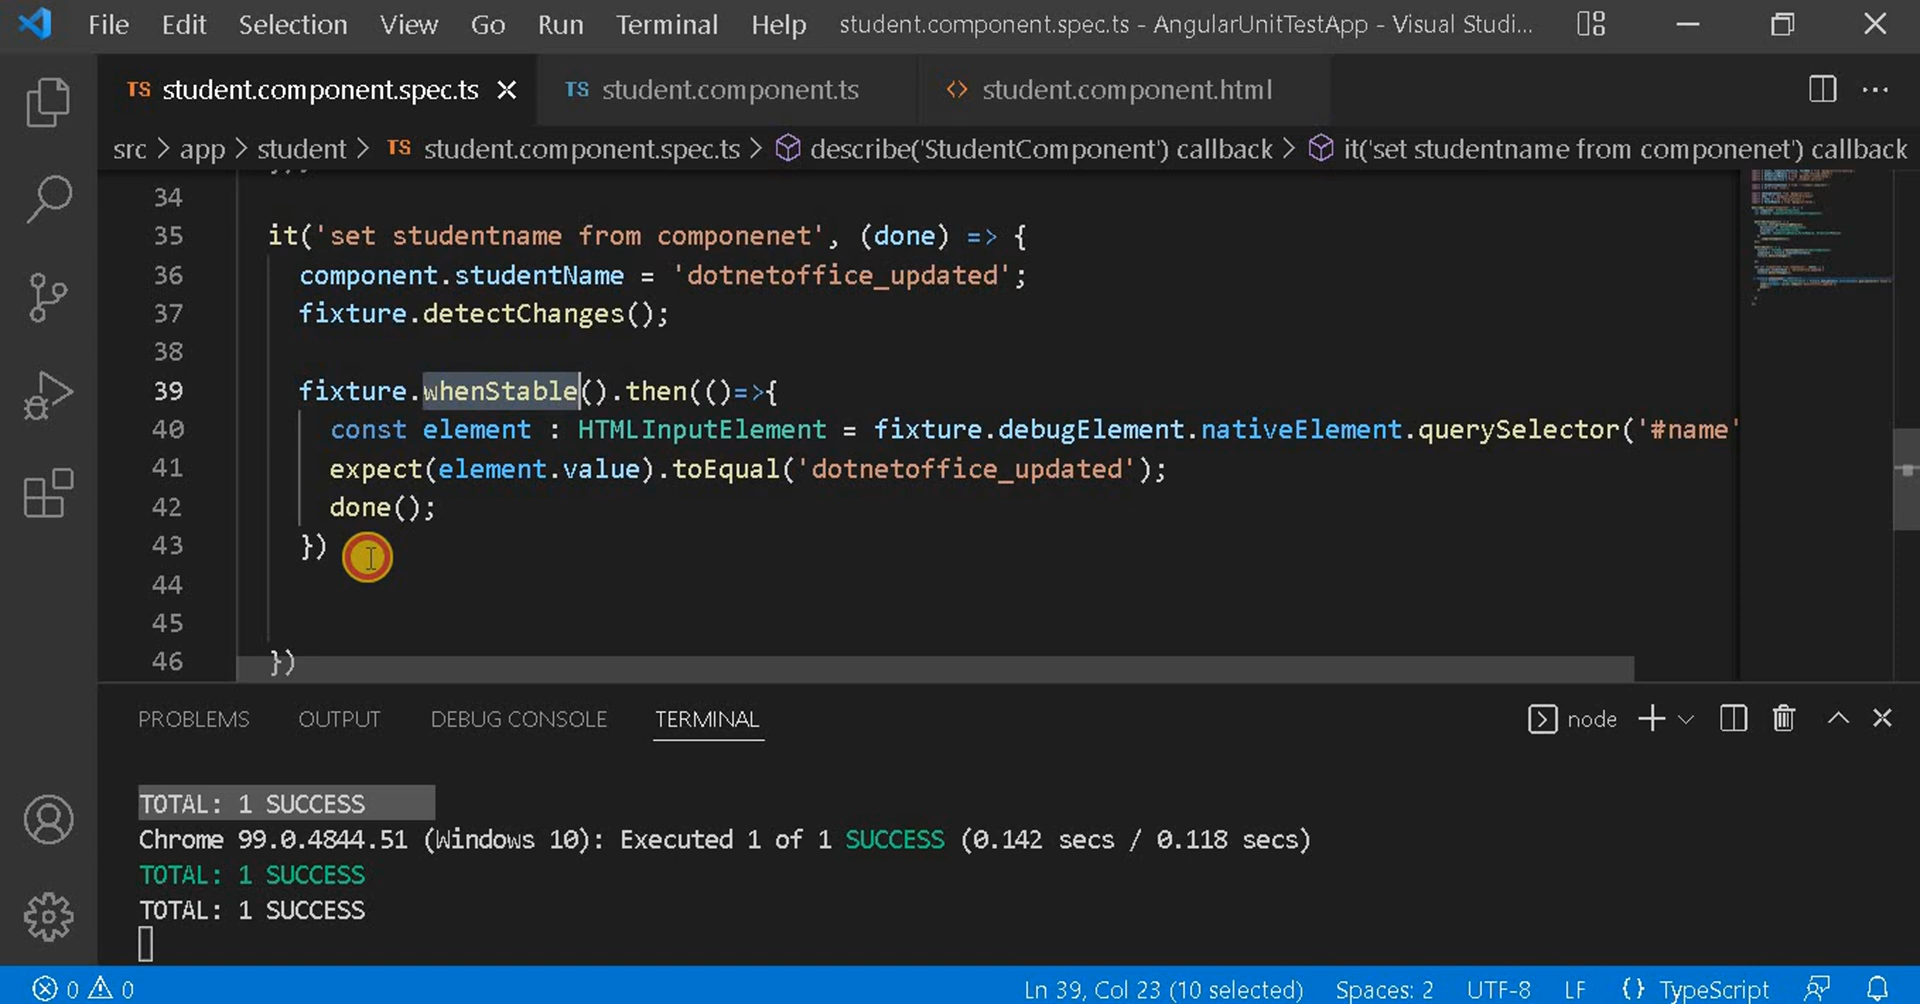 File Edit Selection View Go Run Terminal Help student.component.spec.ts - AngularUnitTestApp - Visual Studi...
TS student.component.spec.ts TS student.component.ts <> student.component.html ...
src > app > student > TS student.component.spec.ts > describe('StudentComponent') callback > it('set studentname from componenet') callback
34
35 it('set studentname from componenet', (done) => {
36 component.studentName = 'dotnetoffice_updated';
37 fixture.detectChanges();
38
39 fixture.whenStable().then(()=>{
40 const element : HTMLInputElement = fixture.debugElement.nativeElement.querySelector('#name'
41 expect(element.value).toEqual('dotnetoffice_updated');
42 done();
43 })
44
45
46 })
PROBLEMS OUTPUT DEBUG CONSOLE TERMINAL node
TOTAL: 1 SUCCESS
Chrome 99.0.4844.51 (Windows 10): Executed 1 of 1 SUCCESS (0.142 secs / 0.118 secs)
TOTAL: 1 SUCCESS
TOTAL: 1 SUCCESS
0 0 Ln 39, Col 23 (10 selected) Spaces: 2 UTF-8 LF {} TypeScript